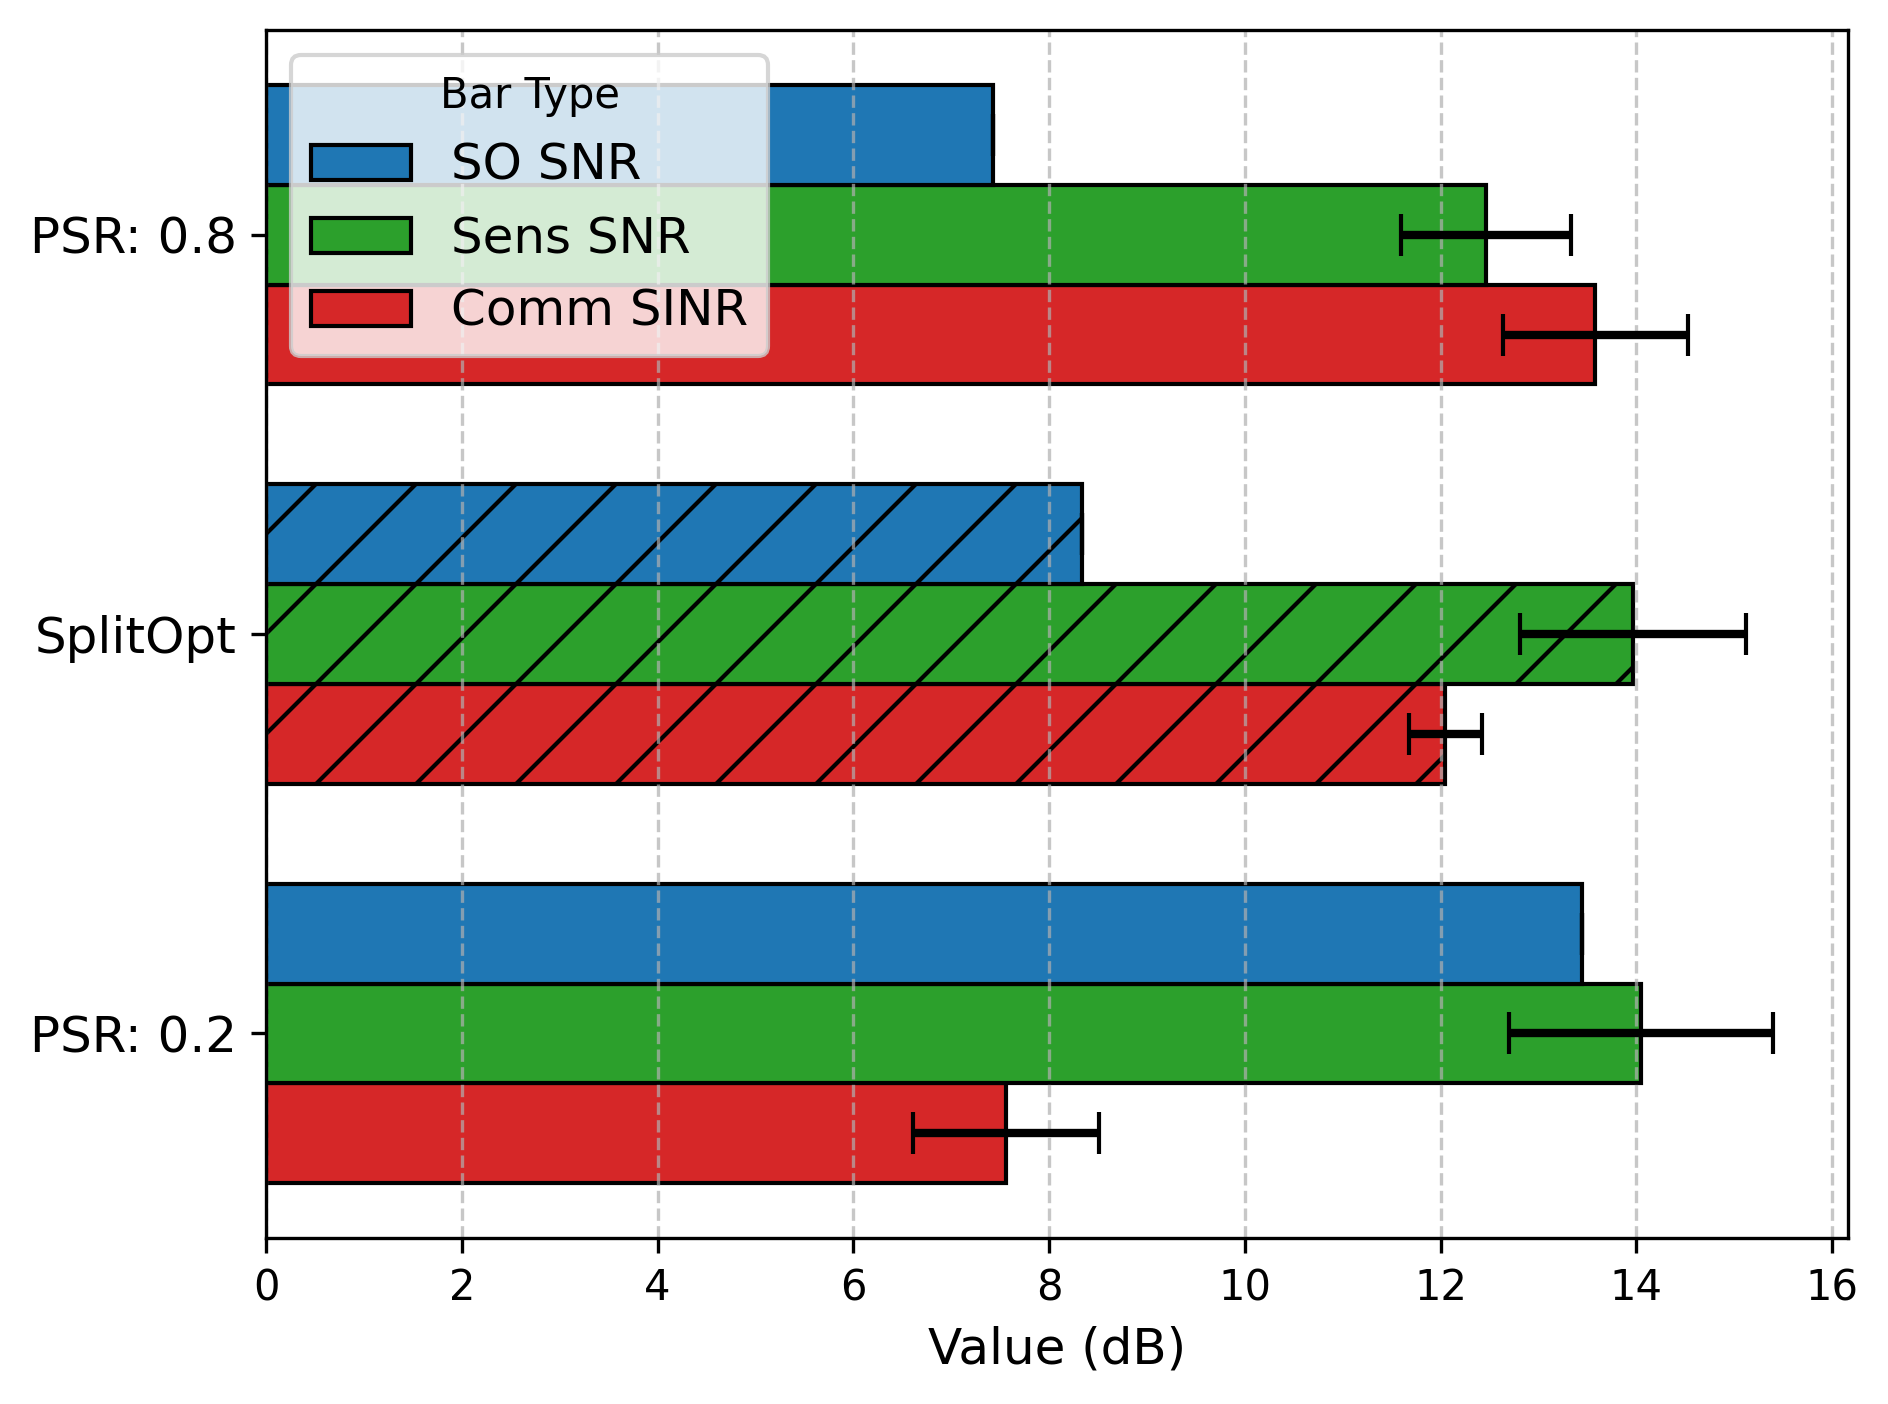 Bar Type
SO SNR
Sens SNR
Comm SINR
PSR: 0.8
SplitOpt
PSR: 0.2
0 2 4 6 8 10 12 14 16
Value (dB)